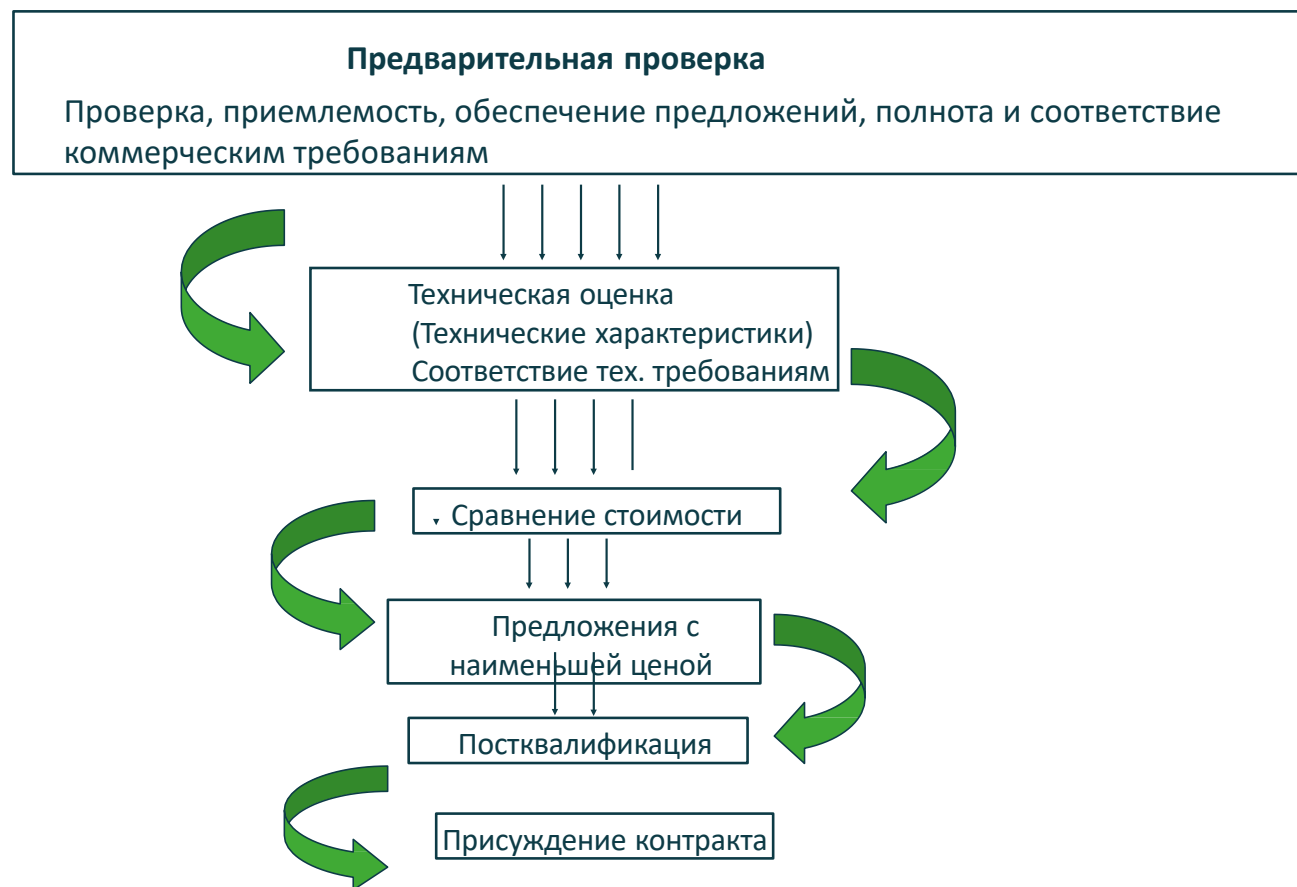 Предварительная проверка
Проверка, приемлемость, обеспечение предложений, полнота и соответствие
коммерческим требованиям
Техническая оценка
(Технические характеристики)
Соответствие тех. требованиям
Сравнение стоимости
Предложения с
наименьшей ценой
Постквалификация
Присуждение контракта